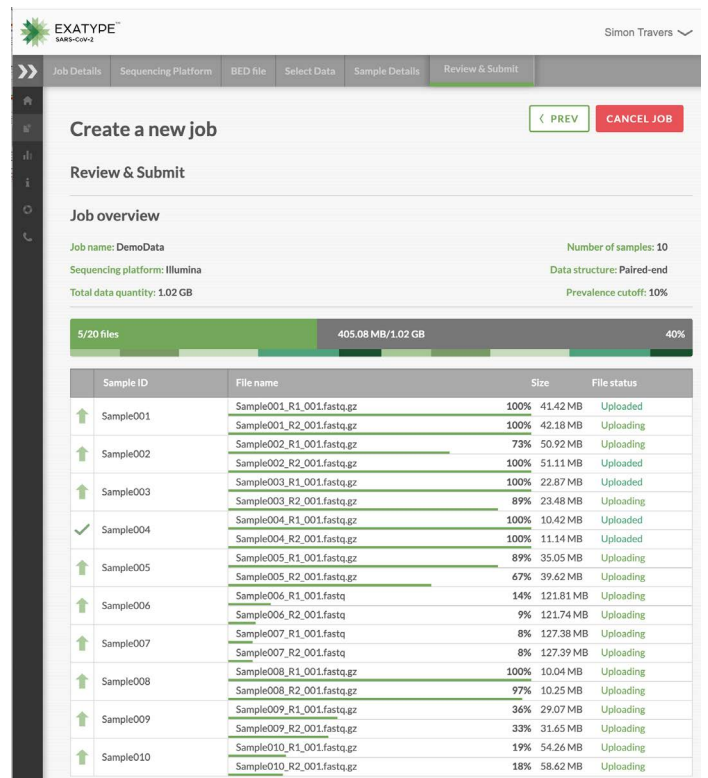 EXATYPE™
SARS-CoV-2
Simon Travers
Job Details Sequencing Platform BED file Select Data Sample Details Review & Submit
Create a new job
PREV
CANCEL JOB
Review & Submit
Job overview
Job name: DemoData
Number of samples: 10
Sequencing platform: Illumina
Data structure: Paired-end
Total data quantity: 1.02 GB
Prevalence cutoff: 10%
5/20 files 405.08 MB/1.02 GB 40%
Sample ID File name Size File status
Sample001
Sample001_R1_001.fastq.gz 100% 41.42 MB Uploaded
Sample001_R2_001.fastq.gz 100% 42.18 MB Uploading
Sample002
Sample002_R1_001.fastq.gz 73% 50.92 MB Uploading
Sample002_R2_001.fastq.gz 100% 51.11 MB Uploaded
Sample003
Sample003_R1_001.fastq.gz 100% 22.87 MB Uploaded
Sample003_R2_001.fastq.gz 89% 23.48 MB Uploading
Sample004
Sample004_R1_001.fastq.gz 100% 10.42 MB Uploaded
Sample004_R2_001.fastq.gz 100% 11.14 MB Uploaded
Sample005
Sample005_R1_001.fastq.gz 89% 35.05 MB Uploading
Sample005_R2_001.fastq.gz 67% 39.62 MB Uploading
Sample006
Sample006_R1_001.fastq 14% 121.81 MB Uploading
Sample006_R2_001.fastq 9% 121.74 MB Uploading
Sample007
Sample007_R1_001.fastq 8% 127.38 MB Uploading
Sample007_R2_001.fastq 8% 127.39 MB Uploading
Sample008
Sample008_R1_001.fastq.gz 100% 10.04 MB Uploading
Sample008_R2_001.fastq.gz 97% 10.25 MB Uploading
Sample009
Sample009_R1_001.fastq.gz 36% 29.07 MB Uploading
Sample009_R2_001.fastq.gz 33% 31.65 MB Uploading
Sample010
Sample010_R1_001.fastq.gz 19% 54.26 MB Uploading
Sample010_R2_001.fastq.gz 18% 58.62 MB Uploading